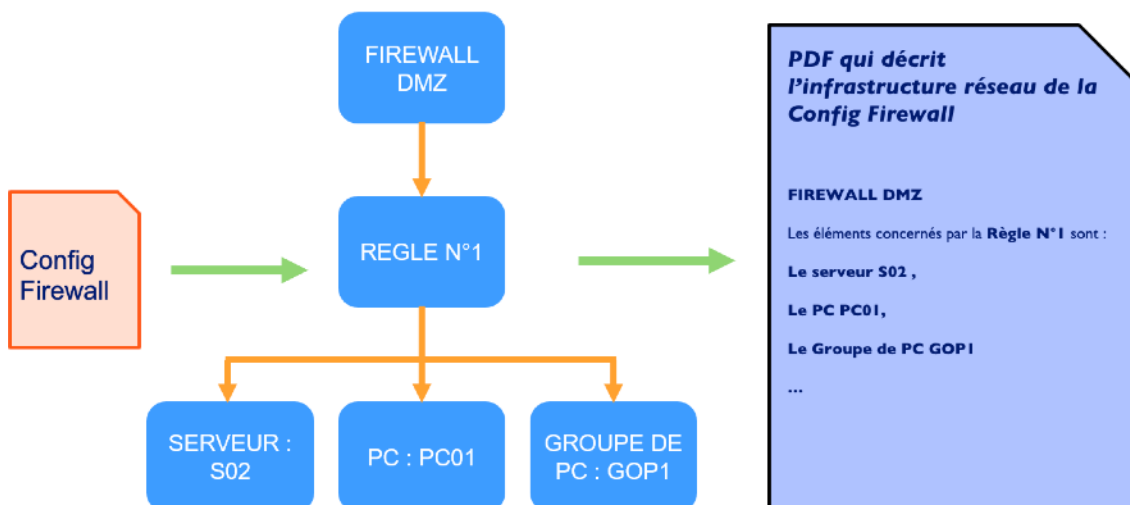 FIREWALL
DMZ
Config
Firewall
REGLE N°1
SERVEUR :
S02
PC : PC01
GROUPE DE
PC : GOP1
PDF qui décrit
l'infrastructure réseau de la
Config Firewall
FIREWALL DMZ
Les éléments concernés par la Règle N°1 sont :
Le serveur S02 ,
Le PC PC01,
Le Groupe de PC GOP1
...